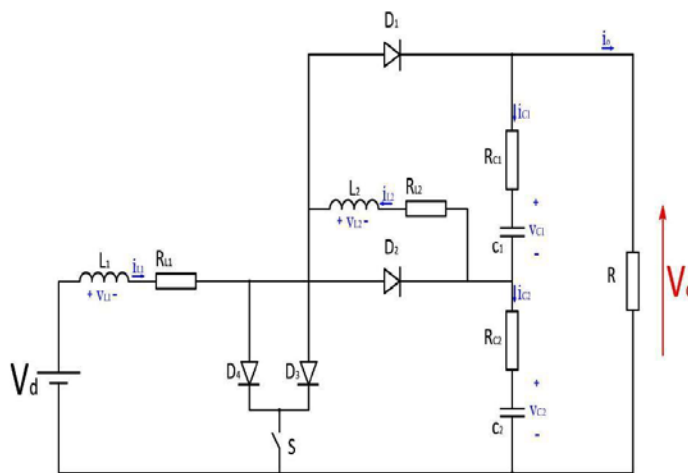 D1
io
iC1
RC1
L2
iL2
RL2
+ vL2 -
+
vC1
-
C1
D2
L1
iL1
RL1
+ vL1 -
iC2
R
Vo
RC2
Vd
D4
D3
+
vC2
-
C2
S